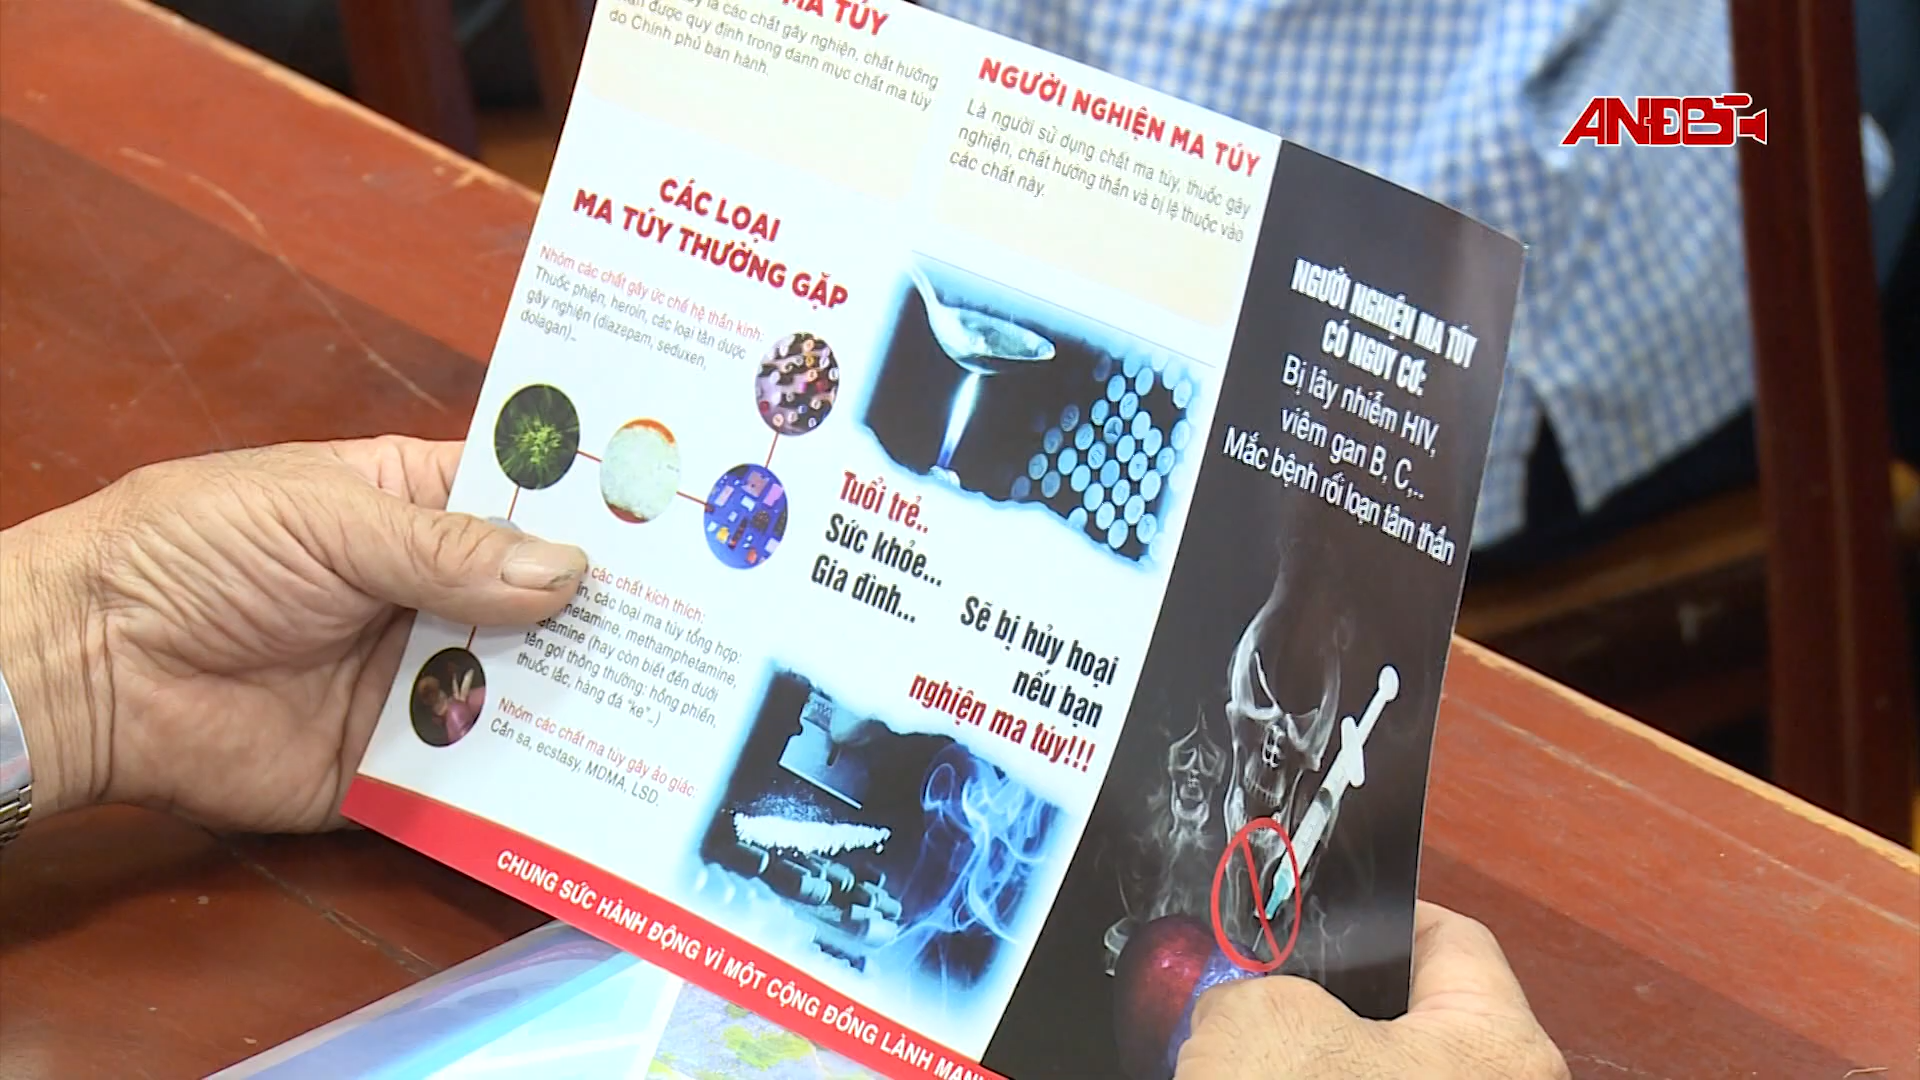 MA TÚY
là các chất gây nghiện, chất hướng
được quy định trong danh mục chất ma túy
do Chính phủ ban hành.
NGƯỜI NGHIỆN MA TÚY
Là người sử dụng chất ma túy, thuốc gây
nghiện, chất hướng thần và bị lệ thuộc vào
các chất này.
CÁC LOẠI
MA TÚY THƯỜNG GẶP
Nhóm các chất gây ức chế hệ thần kinh:
Thuốc phiện, heroin, các loại tân dược
gây nghiện (diazepam, seduxen,
dolagan)...
các chất kích thích:
các loại ma túy tổng hợp:
methamphetamine,
(hay còn biết đến dưới
tên gọi thông thường: hồng phiến,
thuốc lắc, hàng đá "ke"...)
Nhóm các chất ma túy gây ảo giác:
Cần sa, ecstasy, MDMA, LSD.
Tuổi trẻ..
Sức khỏe...
Gia đình...
Sẽ bị hủy hoại
nếu bạn
nghiện ma túy!!!
NGƯỜI NGHIỆN MA TÚY
CÓ NGUY CƠ:
Bị lây nhiễm HIV,
viêm gan B, C,..
Mắc bệnh rối loạn tâm thần
CHUNG SỨC HÀNH ĐỘNG VÌ MỘT CỘNG ĐỒNG LÀNH MẠNH
ANĐT